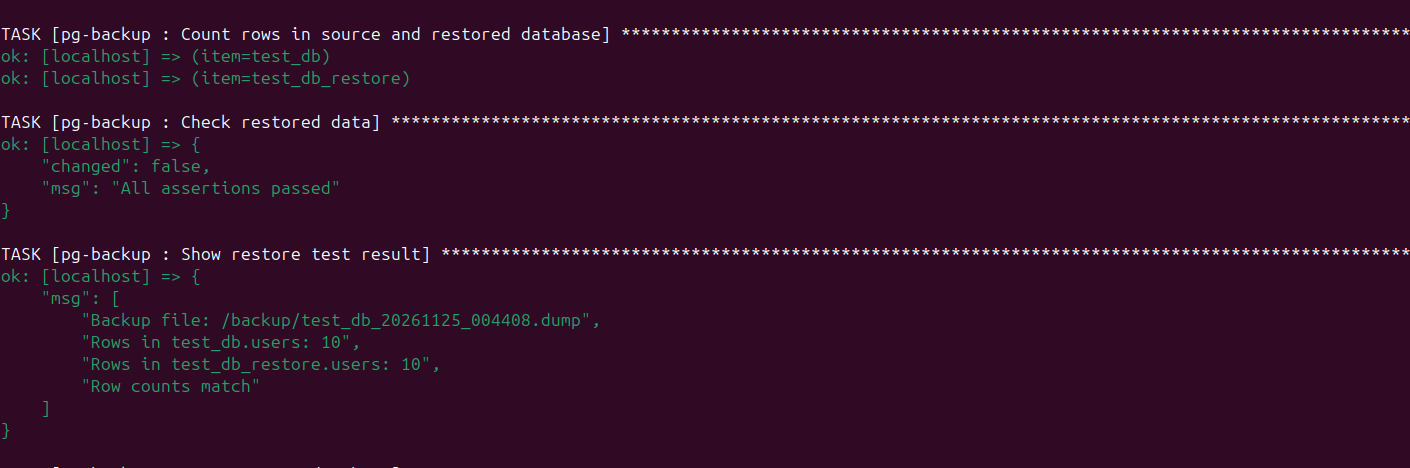 TASK [pg-backup : Count rows in source and restored database] *******************************************************************************
ok: [localhost] => (item=test_db)
ok: [localhost] => (item=test_db_restore)
TASK [pg-backup : Check restored data] ******************************************************************************************************
ok: [localhost] => {
    "changed": false,
    "msg": "All assertions passed"
}
TASK [pg-backup : Show restore test result] *************************************************************************************************
ok: [localhost] => {
    "msg": [
        "Backup file: /backup/test_db_20261125_004408.dump",
        "Rows in test_db.users: 10",
        "Rows in test_db_restore.users: 10",
        "Row counts match"
    ]
}